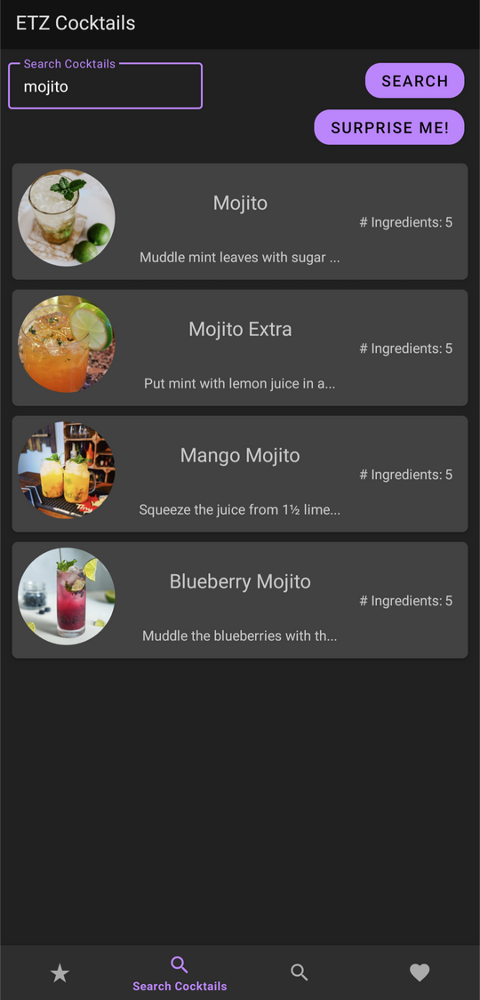 ETZ Cocktails
Search Cocktails
mojito
SEARCH
SURPRISE ME!
Mojito
# Ingredients: 5
Muddle mint leaves with sugar ...
Mojito Extra
# Ingredients: 5
Put mint with lemon juice in a...
Mango Mojito
# Ingredients: 5
Squeeze the juice from 1½ lime...
Blueberry Mojito
# Ingredients: 5
Muddle the blueberries with th...
Search Cocktails